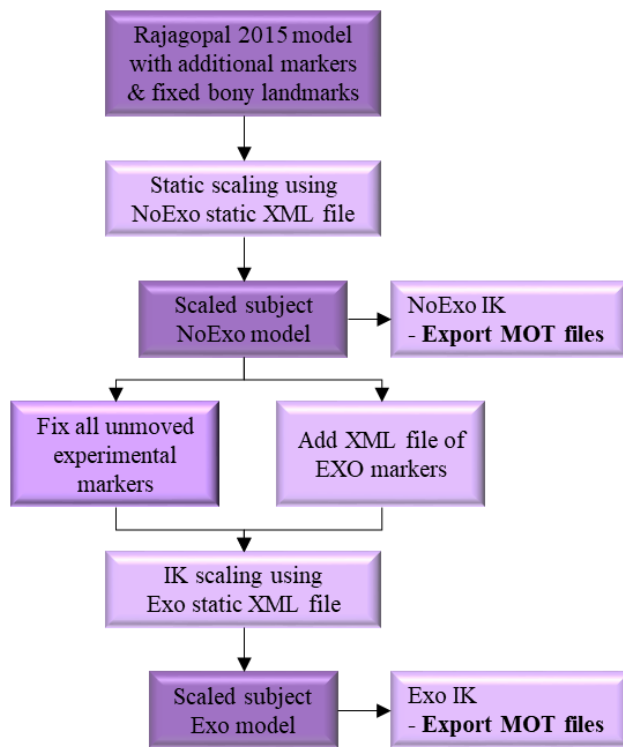 Rajagopal 2015 model
with additional markers
& fixed bony landmarks
Static scaling using
NoExo static XML file
Scaled subject
NoExo model
NoExo IK
- Export MOT files
Fix all unmoved
experimental
markers
Add XML file of
EXO markers
IK scaling using
Exo static XML file
Scaled subject
Exo model
Exo IK
- Export MOT files